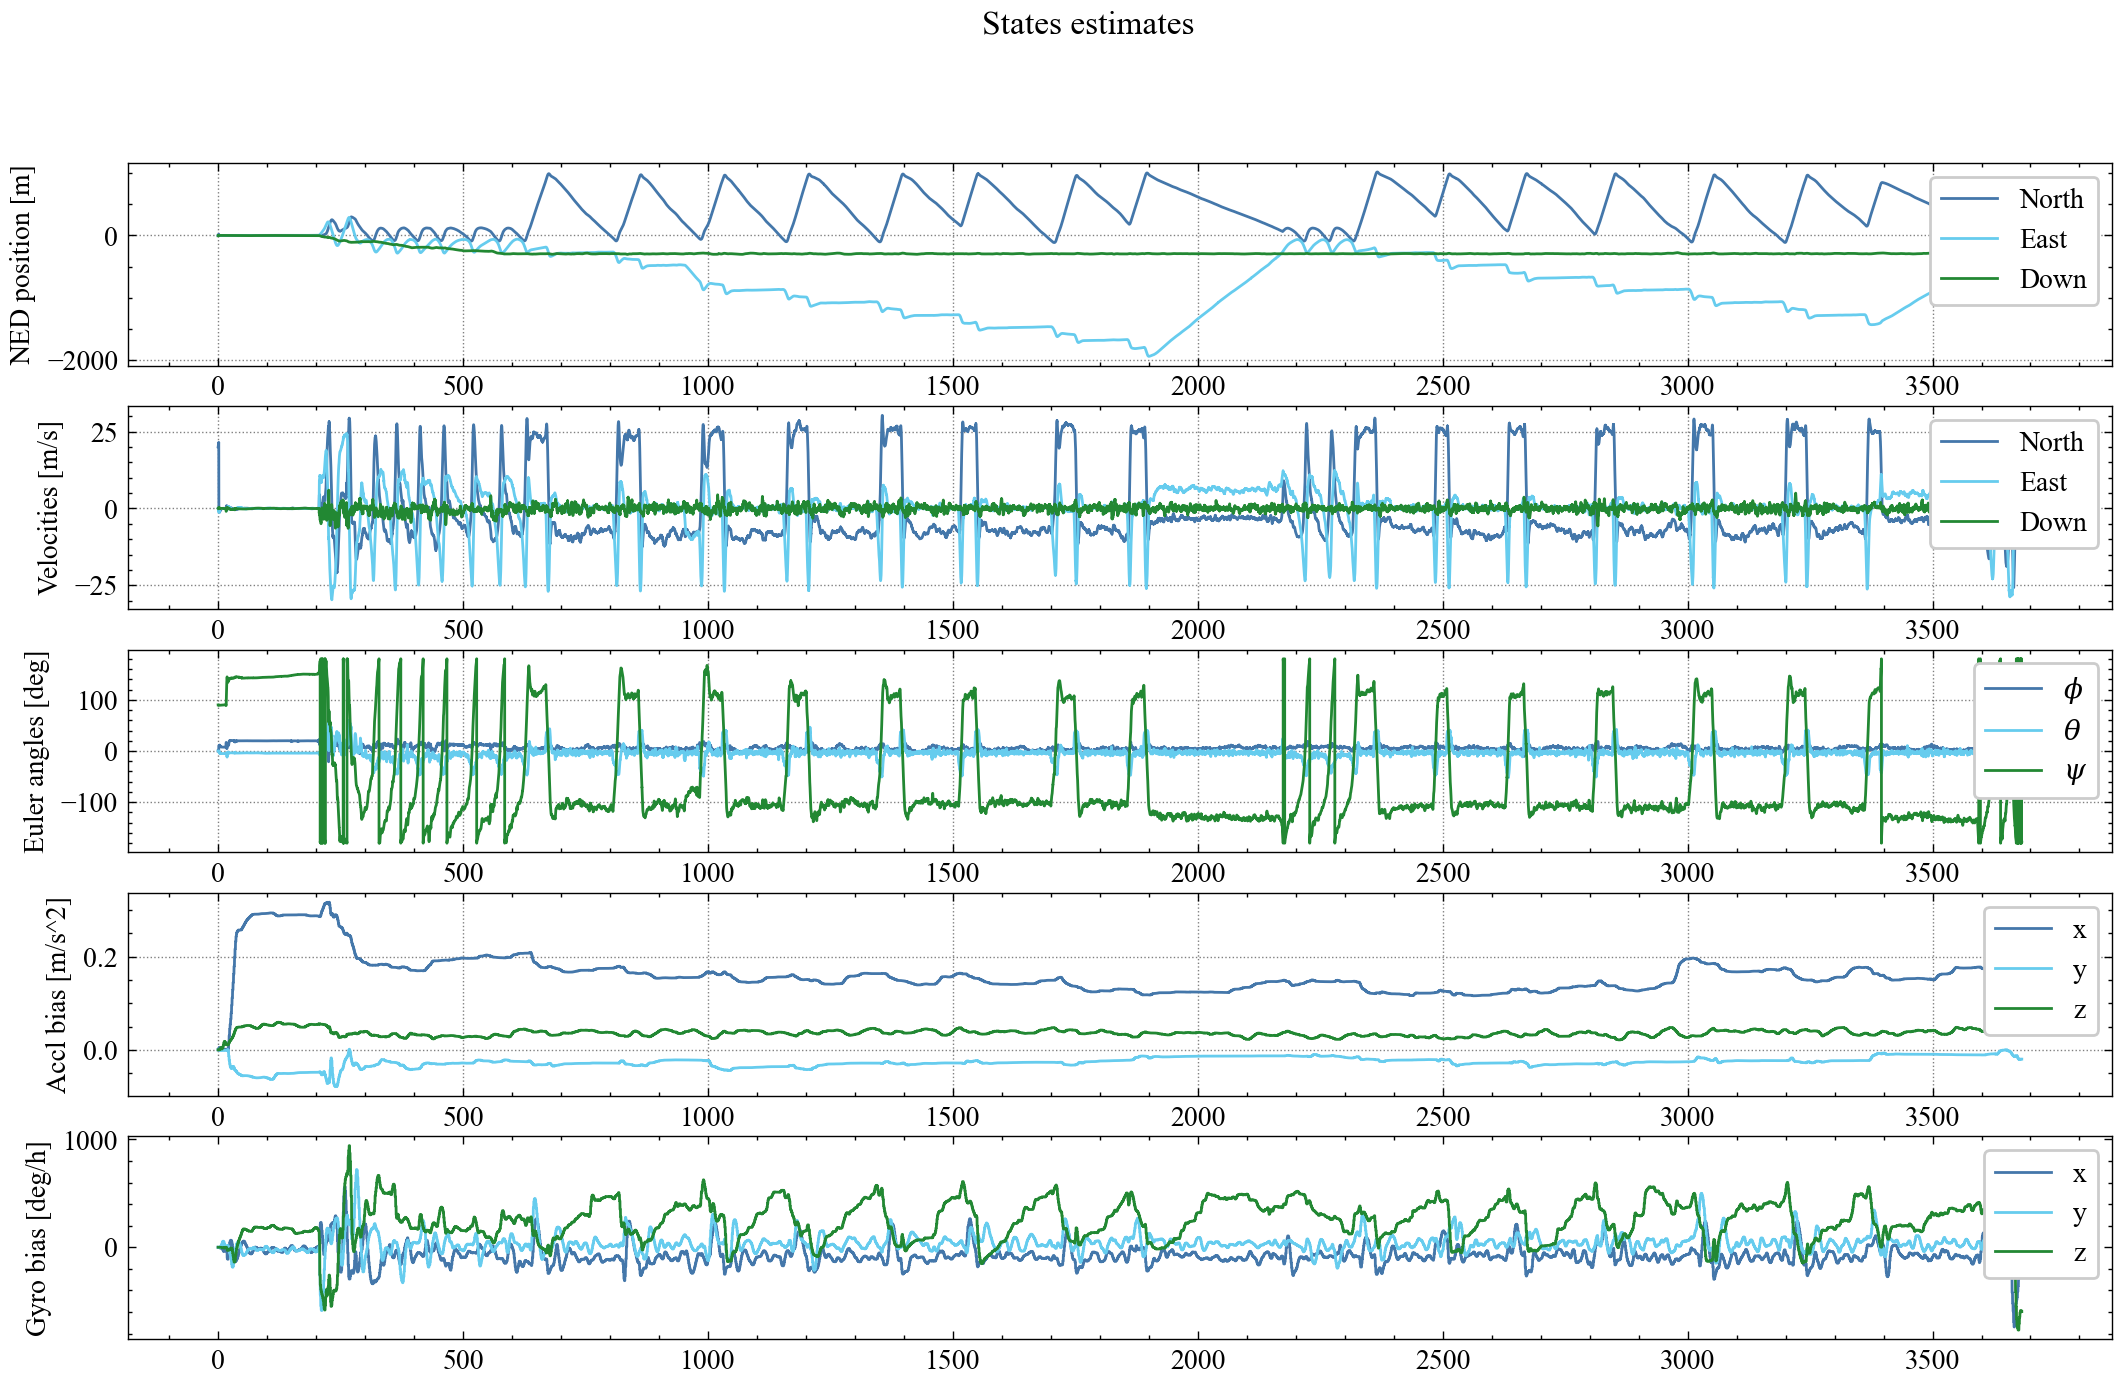 States estimates
NED position [m]
0
−2000
North
East
Down
0 500 1000 1500 2000 2500 3000 3500
Velocities [m/s]
25
0
−25
North
East
Down
0 500 1000 1500 2000 2500 3000 3500
Euler angles [deg]
100
0
−100
ϕ
θ
ψ
0 500 1000 1500 2000 2500 3000 3500
Accl bias [m/s^2]
0.2
0.0
x
y
z
0 500 1000 1500 2000 2500 3000 3500
Gyro bias [deg/h]
1000
0
x
y
z
0 500 1000 1500 2000 2500 3000 3500